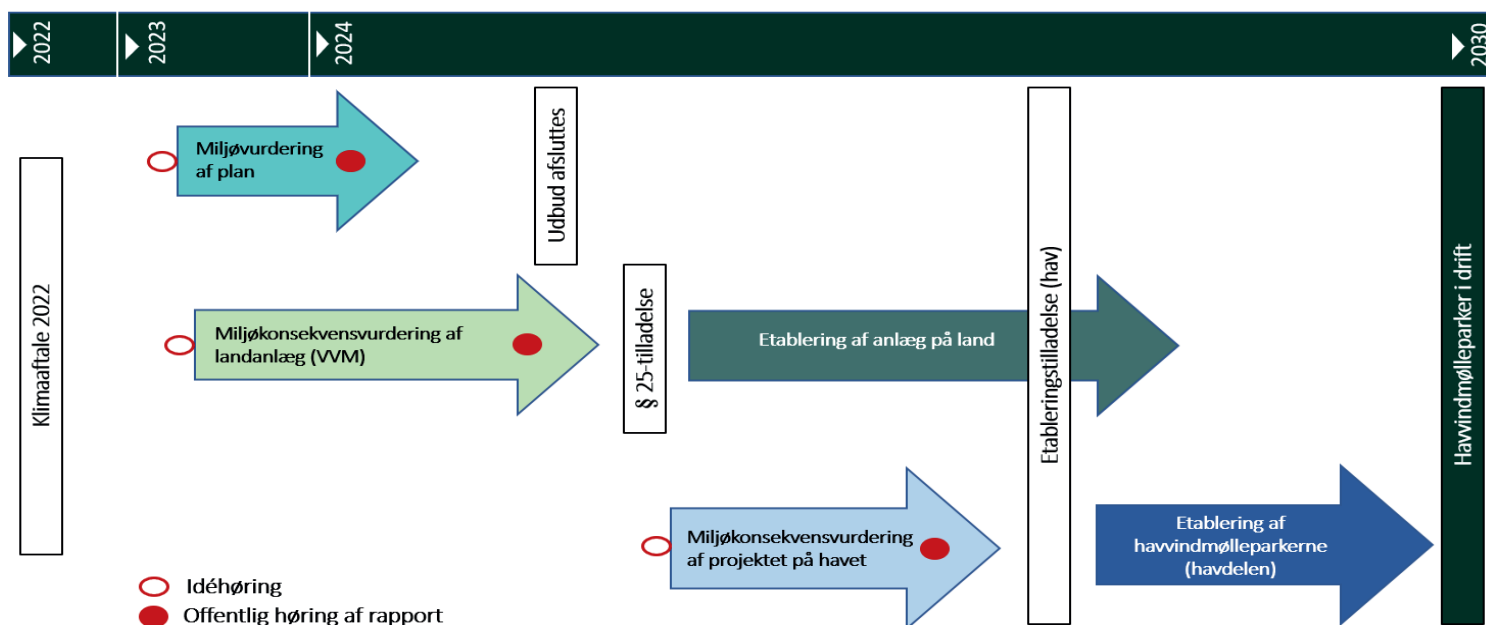 2022
2023
2024
2030
Klimaaftale 2022
Miljøvurdering
af plan
Udbud afsluttes
Miljøkonsekvensvurdering af
landanlæg (VVM)
§ 25-tilladelse
Etablering af anlæg på land
Etableringstilladelse (hav)
Havvindmølleparker i drift
Miljøkonsekvensvurdering
af projektet på havet
Etablering af
havvindmølleparkerne
(havdelen)
Idéhøring
Offentlig høring af rapport